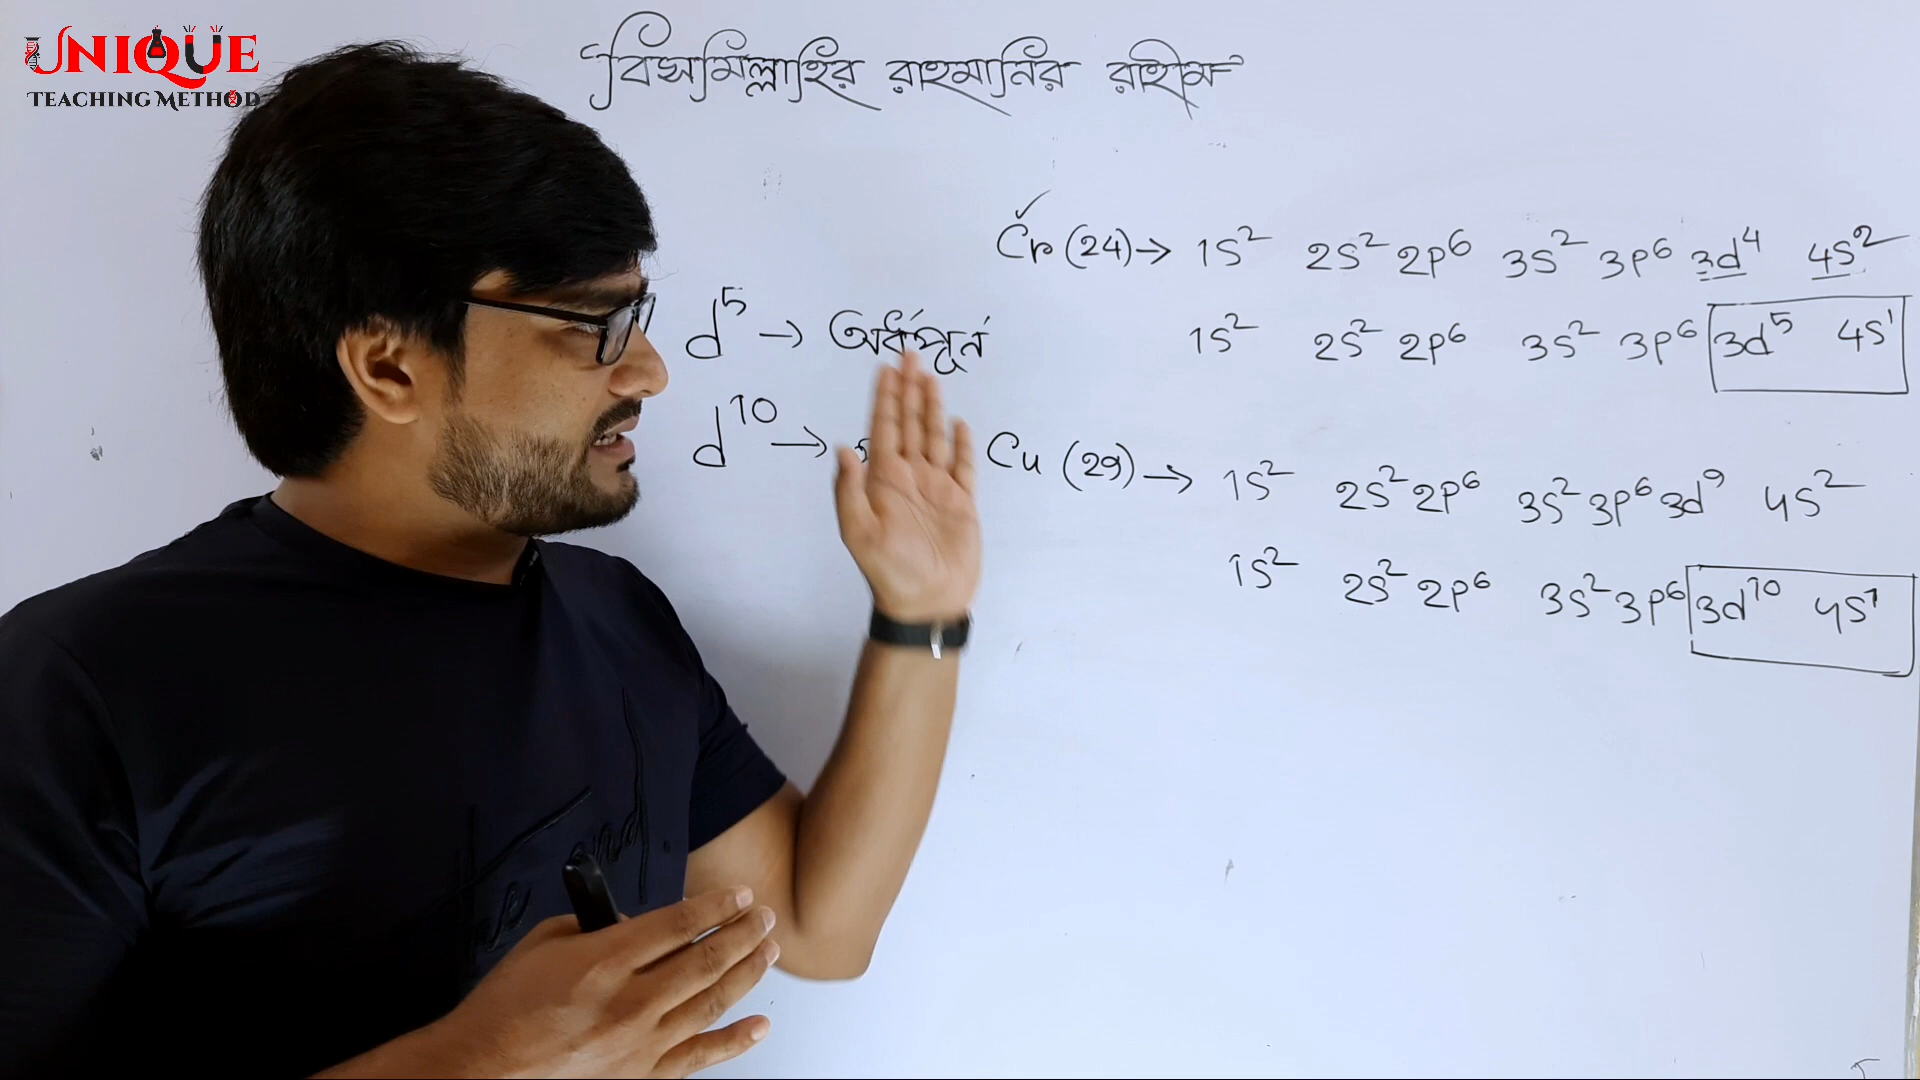 UNIQUE
TEACHING METHOD
বিসমিল্লাহির রাহমানির রাহীম
Cr (24) → 1s² 2s² 2p⁶ 3s² 3p⁶ 3d⁴ 4s²
1s² 2s² 2p⁶ 3s² 3p⁶ 3d⁵ 4s¹
d⁵ → অর্ধপূর্ন
d¹⁰ →
Cu (29) → 1s² 2s² 2p⁶ 3s² 3p⁶ 3d⁹ 4s²
1s² 2s² 2p⁶ 3s² 3p⁶ 3d¹⁰ 4s¹